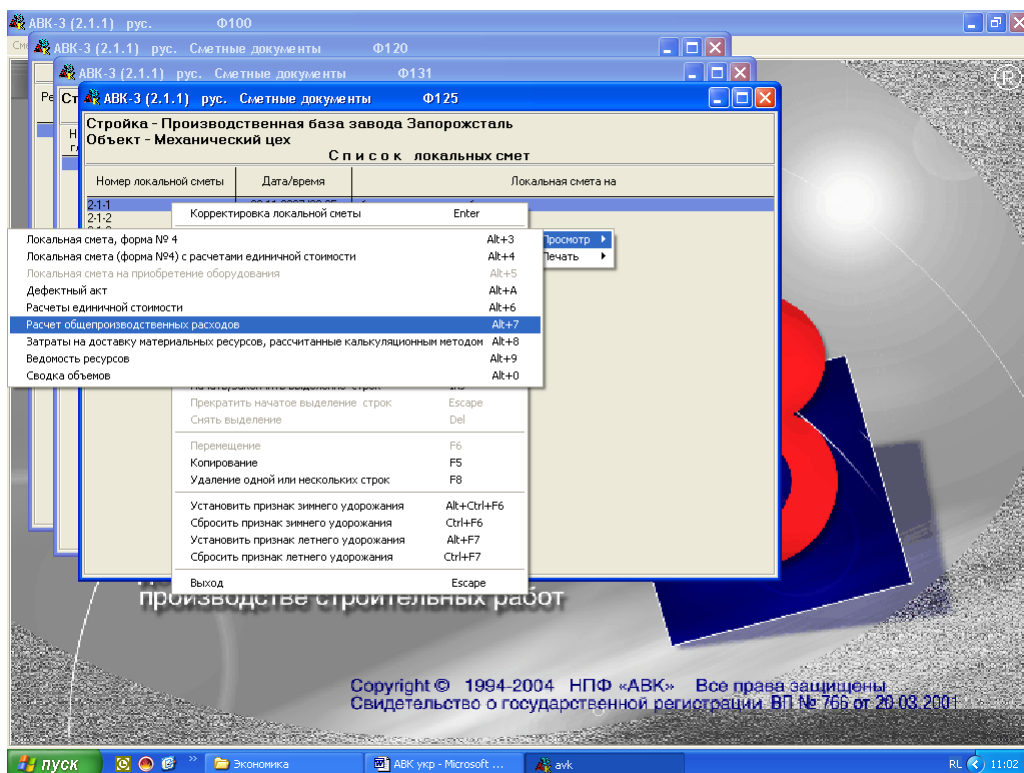 АВК-3 (2.1.1) рус. Ф100
АВК-3 (2.1.1) рус. Сметные документы Ф120
АВК-3 (2.1.1) рус. Сметные документы Ф131
АВК-3 (2.1.1) рус. Сметные документы Ф125
Стройка - Производственная база завода Запорожсталь
Объект - Механический цех
Список локальных смет
Номер локальной сметы Дата/время Локальная смета на
2-1-1
2-1-2
Корректировка локальной сметы Enter
Просмотр
Печать
Локальная смета, форма № 4 Alt+3
Локальная смета (форма №4) с расчетами единичной стоимости Alt+4
Локальная смета на приобретение оборудования Alt+5
Дефектный акт Alt+A
Расчеты единичной стоимости Alt+6
Расчет общепроизводственных расходов Alt+7
Затраты на доставку материальных ресурсов, рассчитанные калькуляционным методом Alt+8
Ведомость ресурсов Alt+9
Сводка объемов Alt+0
Прекратить начатое выделение строк Escape
Снять выделение Del
Перемещение F6
Копирование F5
Удаление одной или нескольких строк F8
Установить признак зимнего удорожания Alt+Ctrl+F6
Сбросить признак зимнего удорожания Ctrl+F6
Установить признак летнего удорожания Alt+F7
Сбросить признак летнего удорожания Ctrl+F7
Выход Escape
производстве строительных работ
Copyright © 1994-2004 НПФ «АВК» Все права защищены
Свидетельство о государственной регистрации ВП № 766 от 20.03.2001
®
пуск Экономика АВК укр - Microsoft ... avk RL 11:02